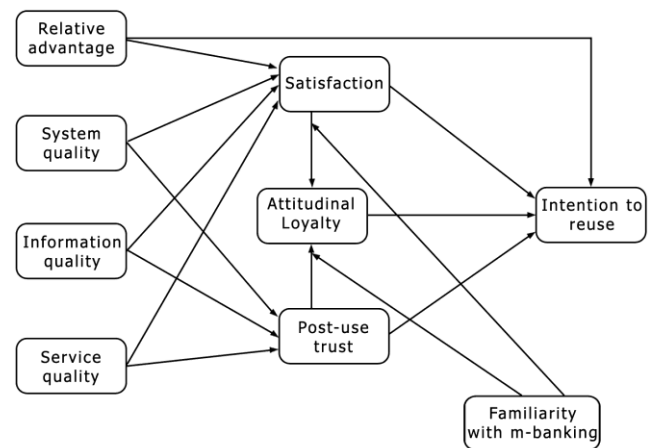 Relative
advantage
Satisfaction
System
quality
Attitudinal
Loyalty
Intention to
reuse
Information
quality
Post-use
trust
Service
quality
Familiarity
with m-banking